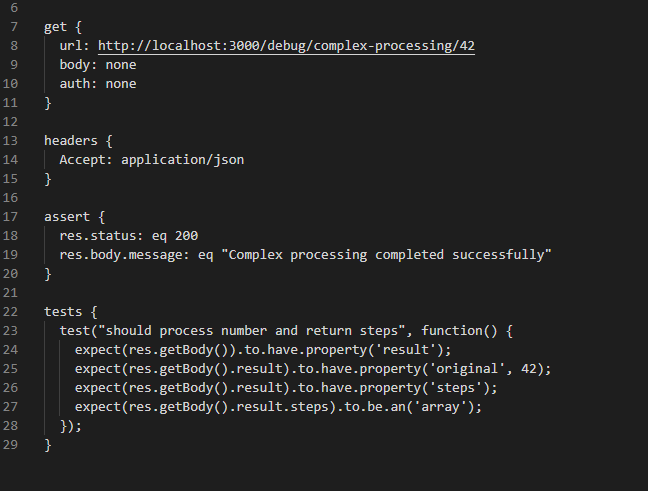 6
7 get {
8   url: http://localhost:3000/debug/complex-processing/42
9   body: none
10   auth: none
11 }
12
13 headers {
14   Accept: application/json
15 }
16
17 assert {
18   res.status: eq 200
19   res.body.message: eq "Complex processing completed successfully"
20 }
21
22 tests {
23   test("should process number and return steps", function() {
24     expect(res.getBody()).to.have.property('result');
25     expect(res.getBody().result).to.have.property('original', 42);
26     expect(res.getBody().result).to.have.property('steps');
27     expect(res.getBody().result.steps).to.be.an('array');
28   });
29 }